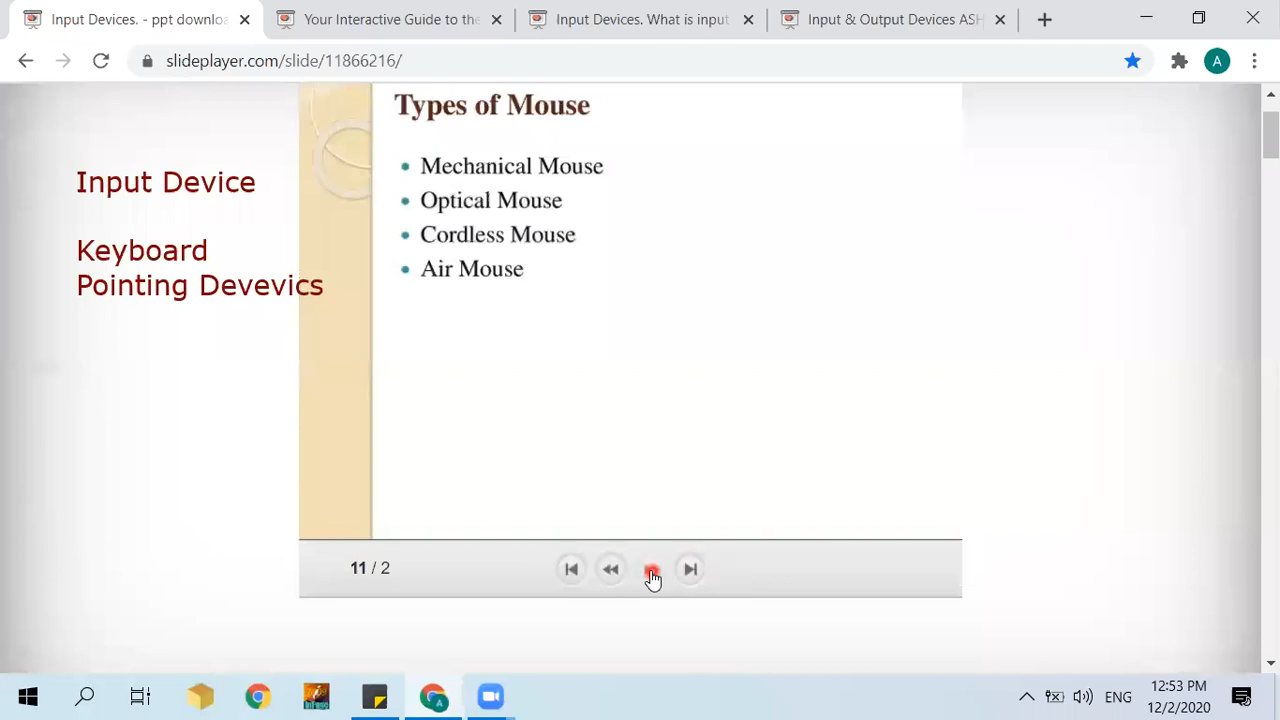 Input Devices. - ppt downloa
Your Interactive Guide to the
Input Devices. What is input
Input & Output Devices ASH
slideplayer.com/slide/11866216/
A
Types of Mouse
Input Device
Mechanical Mouse
Optical Mouse
Keyboard
Cordless Mouse
Pointing Devevics
Air Mouse
11 / 2
A
ENG
12:53 PM
12/2/2020